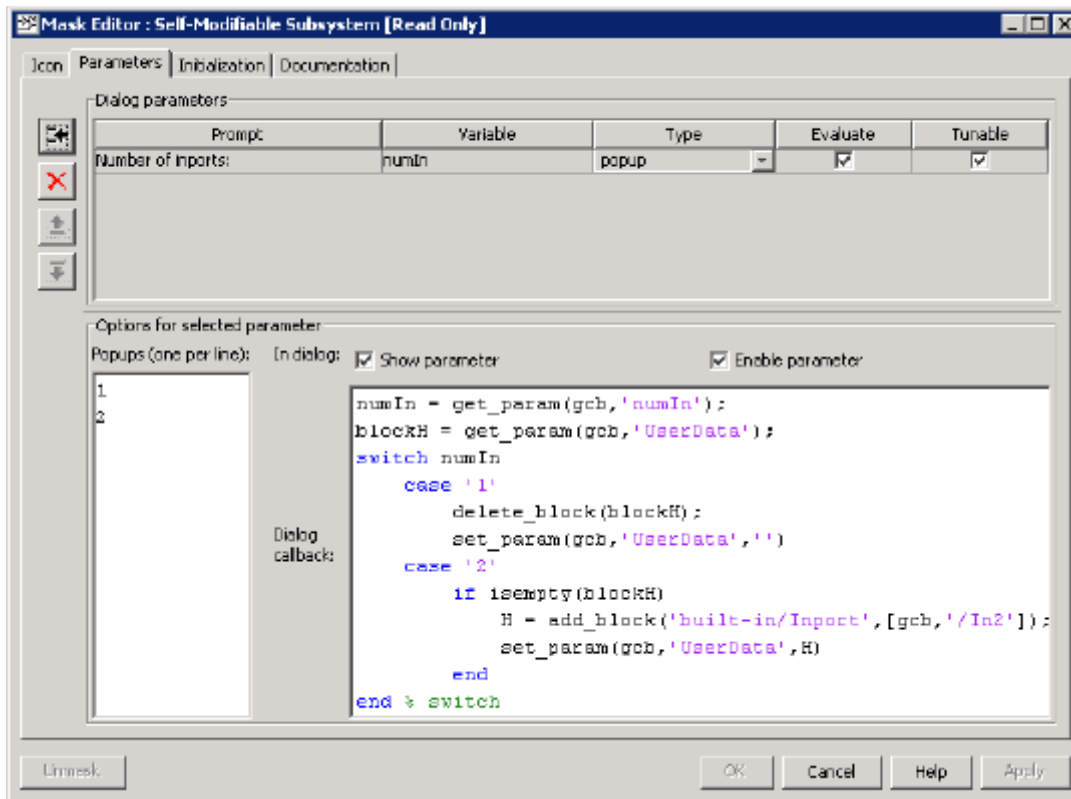 Mask Editor : Self-Modifiable Subsystem [Read Only]
Icon Parameters Initialization Documentation
Dialog parameters
Prompt Variable Type Evaluate Tunable
Number of inports: numIn popup
Options for selected parameter
Popups (one per line): In dialog: Show parameter Enable parameter
1
2
Dialog
callback:
numIn = get_param(gcb,'numIn');
blockH = get_param(gcb,'UserData');
switch numIn
case '1'
delete_block(blockH);
set_param(gcb,'UserData','')
case '2'
if isempty(blockH)
H = add_block('built-in/Inport',[gcb,'/In2']);
set_param(gcb,'UserData',H)
end
end % switch
Unmask OK Cancel Help Apply